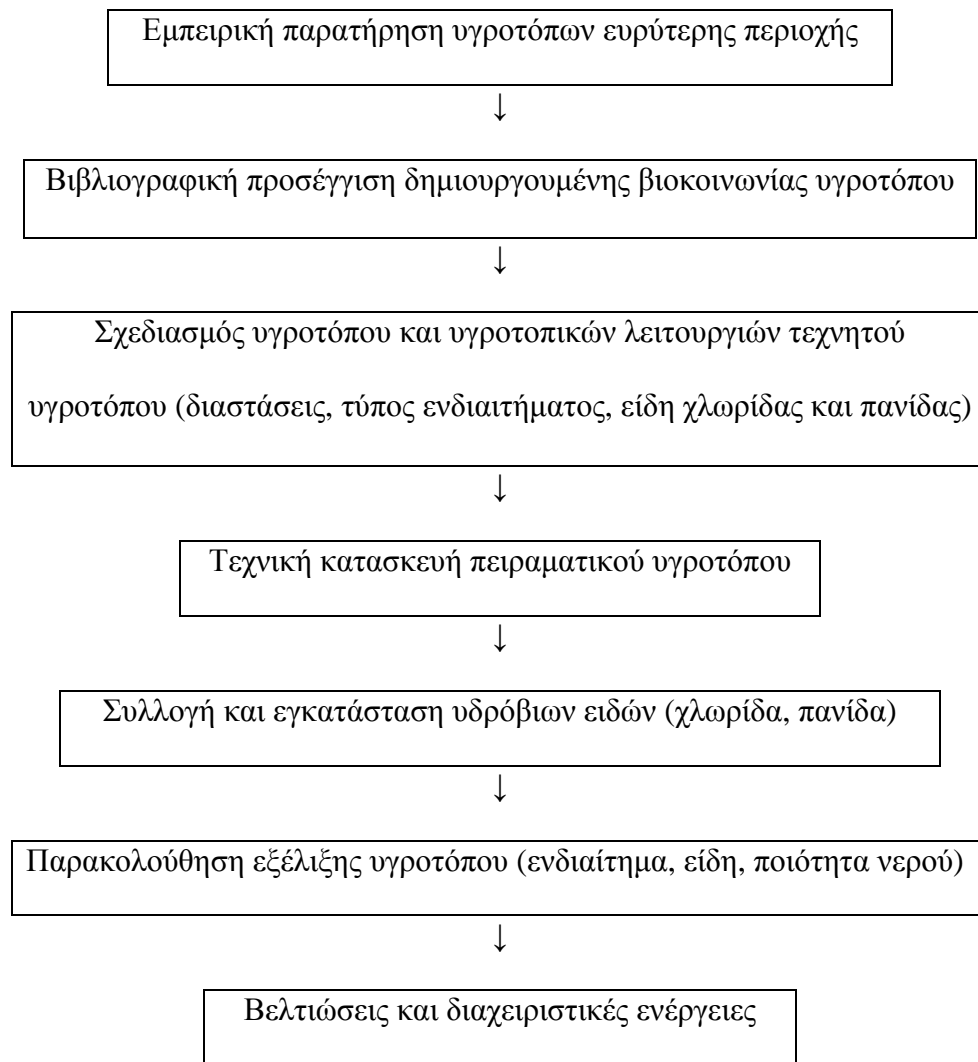 Εμπειρική παρατήρηση υγροτόπων ευρύτερης περιοχής
↓
Βιβλιογραφική προσέγγιση δημιουργουμένης βιοκοινωνίας υγροτόπου
↓
Σχεδιασμός υγροτόπου και υγροτοπικών λειτουργιών τεχνητού
υγροτόπου (διαστάσεις, τύπος ενδιαιτήματος, είδη χλωρίδας και πανίδας)
↓
Τεχνική κατασκευή πειραματικού υγροτόπου
↓
Συλλογή και εγκατάσταση υδρόβιων ειδών (χλωρίδα, πανίδα)
↓
Παρακολούθηση εξέλιξης υγροτόπου (ενδιαίτημα, είδη, ποιότητα νερού)
↓
Βελτιώσεις και διαχειριστικές ενέργειες